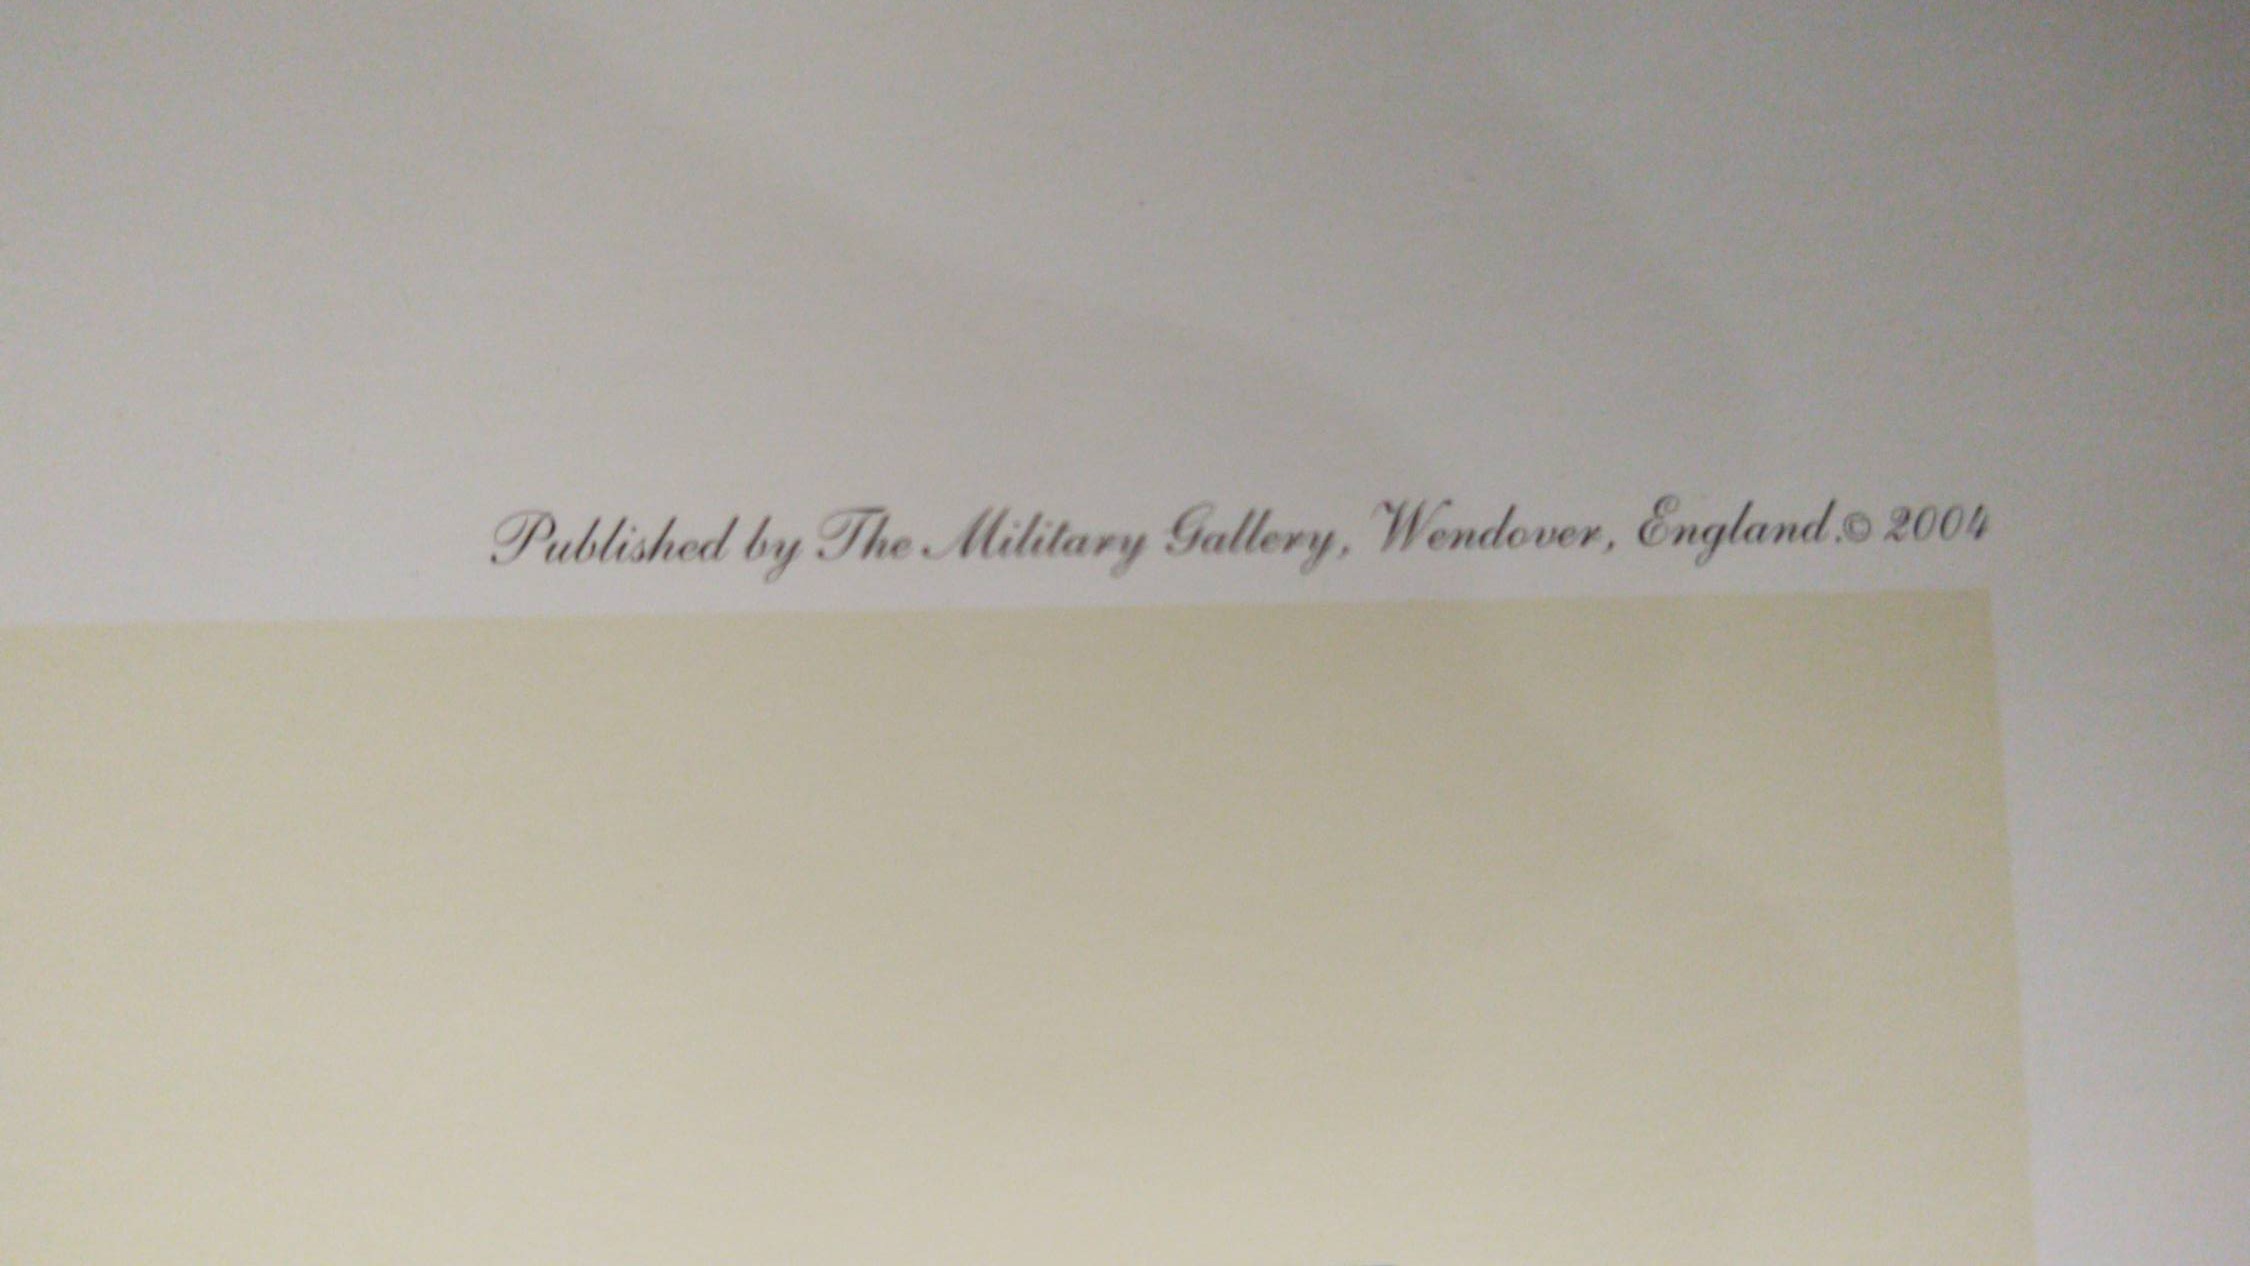 Published by The Military Gallery, Wendover, England.© 2004